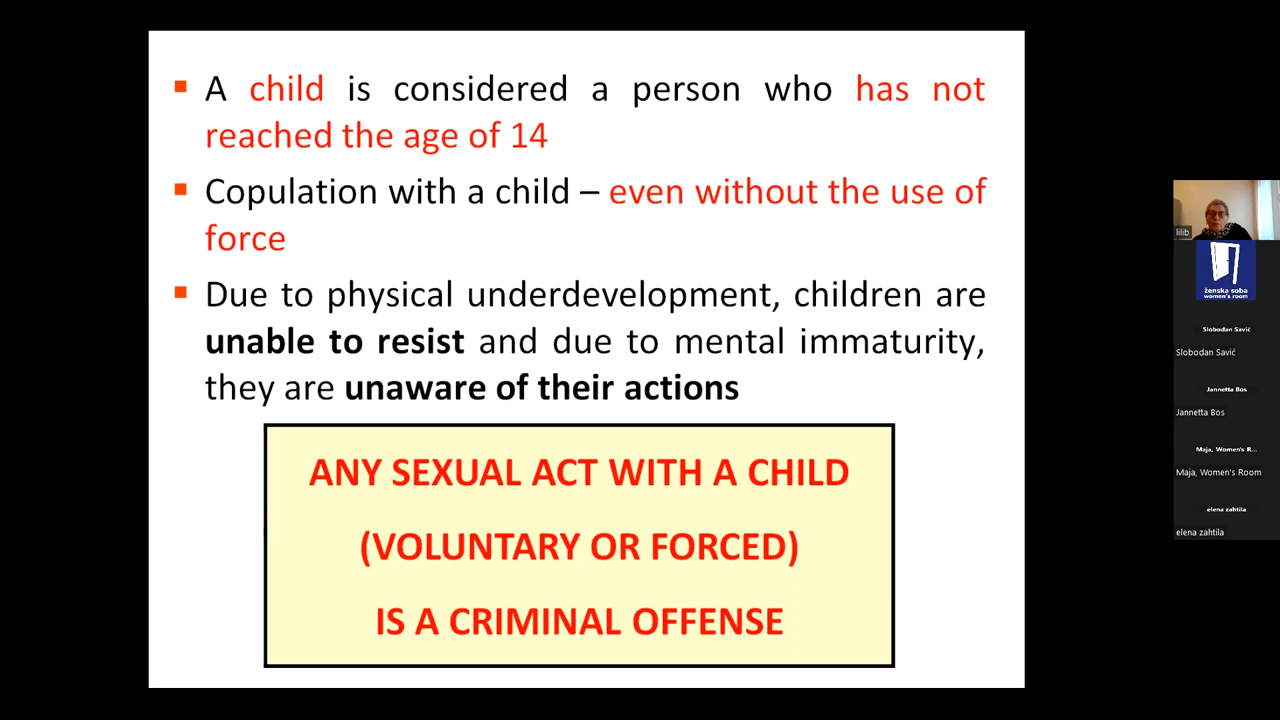 A child is considered a person who has not
reached the age of 14
Copulation with a child – even without the use of
force
Due to physical underdevelopment, children are
unable to resist and due to mental immaturity,
they are unaware of their actions
ANY SEXUAL ACT WITH A CHILD
(VOLUNTARY OR FORCED)
IS A CRIMINAL OFFENSE
lilib
ženska soba
women's room
Slobodan Savić
Slobodan Savić
Jannetta Bos
Jannetta Bos
Maja, Women's R...
Maja, Women's Room
elena zahtila
elena zahtila